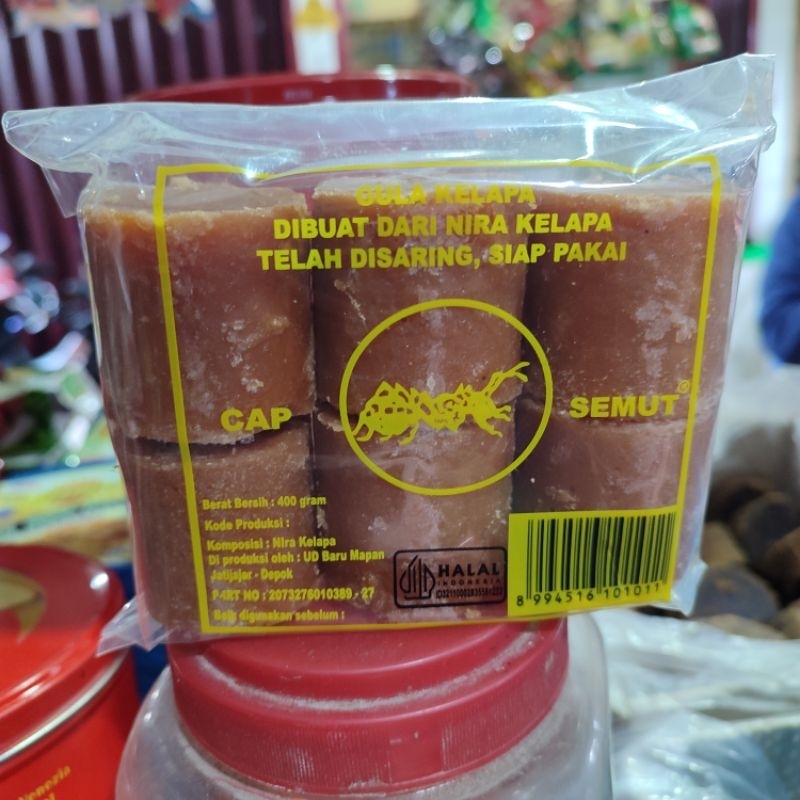 GULA KELAPA
DIBUAT DARI NIRA KELAPA
TELAH DISARING, SIAP PAKAI
CAP
SEMUT
Berat Bersih : 400 gram
Kode Produksi :
Komposisi : Nira Kelapa
Di produksi oleh : UD Baru Mapan
Jatijajar - Depok
P-IRT NO : 2073276010389 - 27
Baik digunakan sebelum :
HALAL
INDONESIA
8 994516 101011